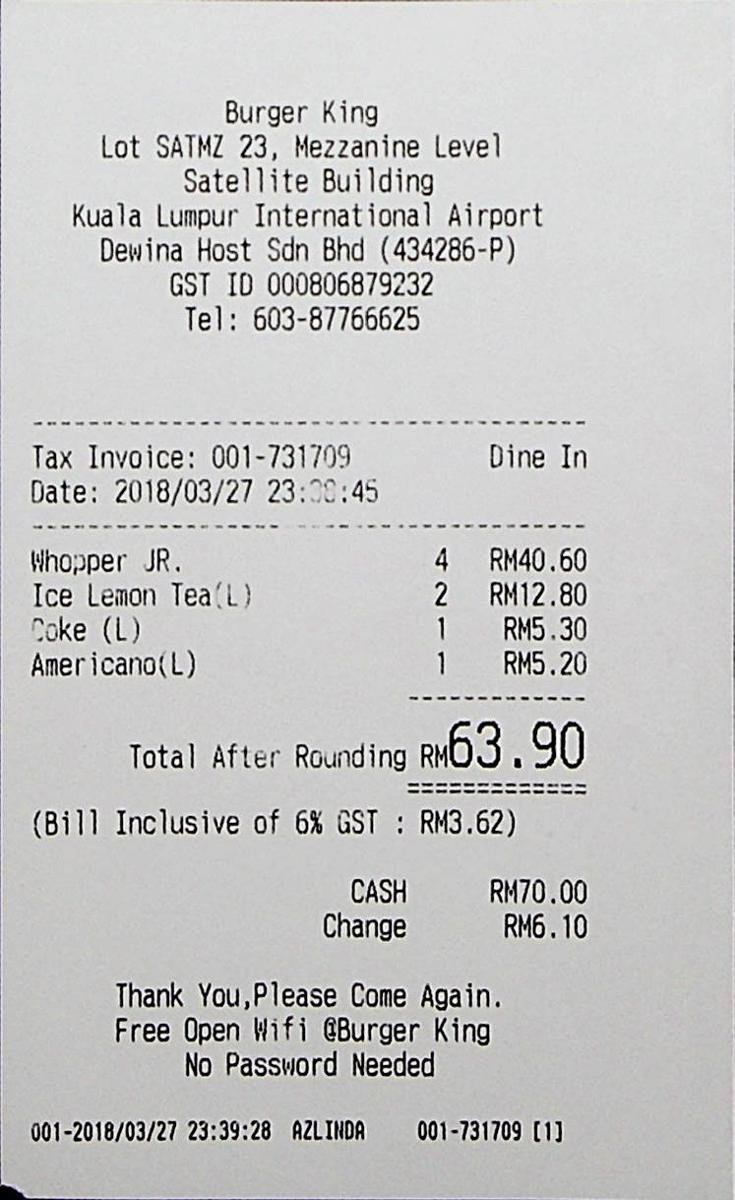 Burger King
Lot SATMZ 23, Mezzanine Level
Satellite Building
Kuala Lumpur International Airport
Dewina Host Sdn Bhd (434286-P)
GST ID 000806879232
Tel: 603-87766625
Tax Invoice: 001-731709 Dine In
Date: 2018/03/27
Whopper JR. 4 RM40.60
Ice Lemon Tea(L) 2 RM12.80
Coke (L) 1 RM5.30
Americano(L) 1 RM5.20
Total After Rounding RM63.90
(Bill Inclusive of 6% GST : RM3.62)
CASH RM70.00
Change RM6.10
Thank You,Please Come Again.
Free Open Wifi @Burger King
No Password Needed
001-2018/03/27 23:39:28 AZLINDA 001-731709 [1]